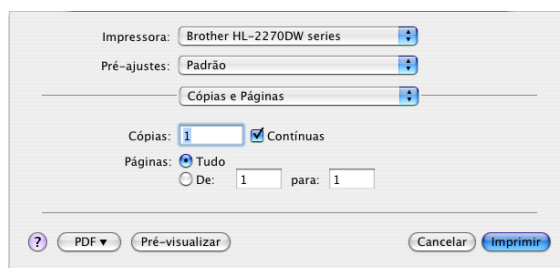 Impressora: Brother HL-2270DW series
Pré-ajustes: Padrão
Cópias e Páginas
Cópias: 1 Contínuas
Páginas: Tudo
De: 1 para: 1
? PDF▼ Pré-visualizar Cancelar Imprimir